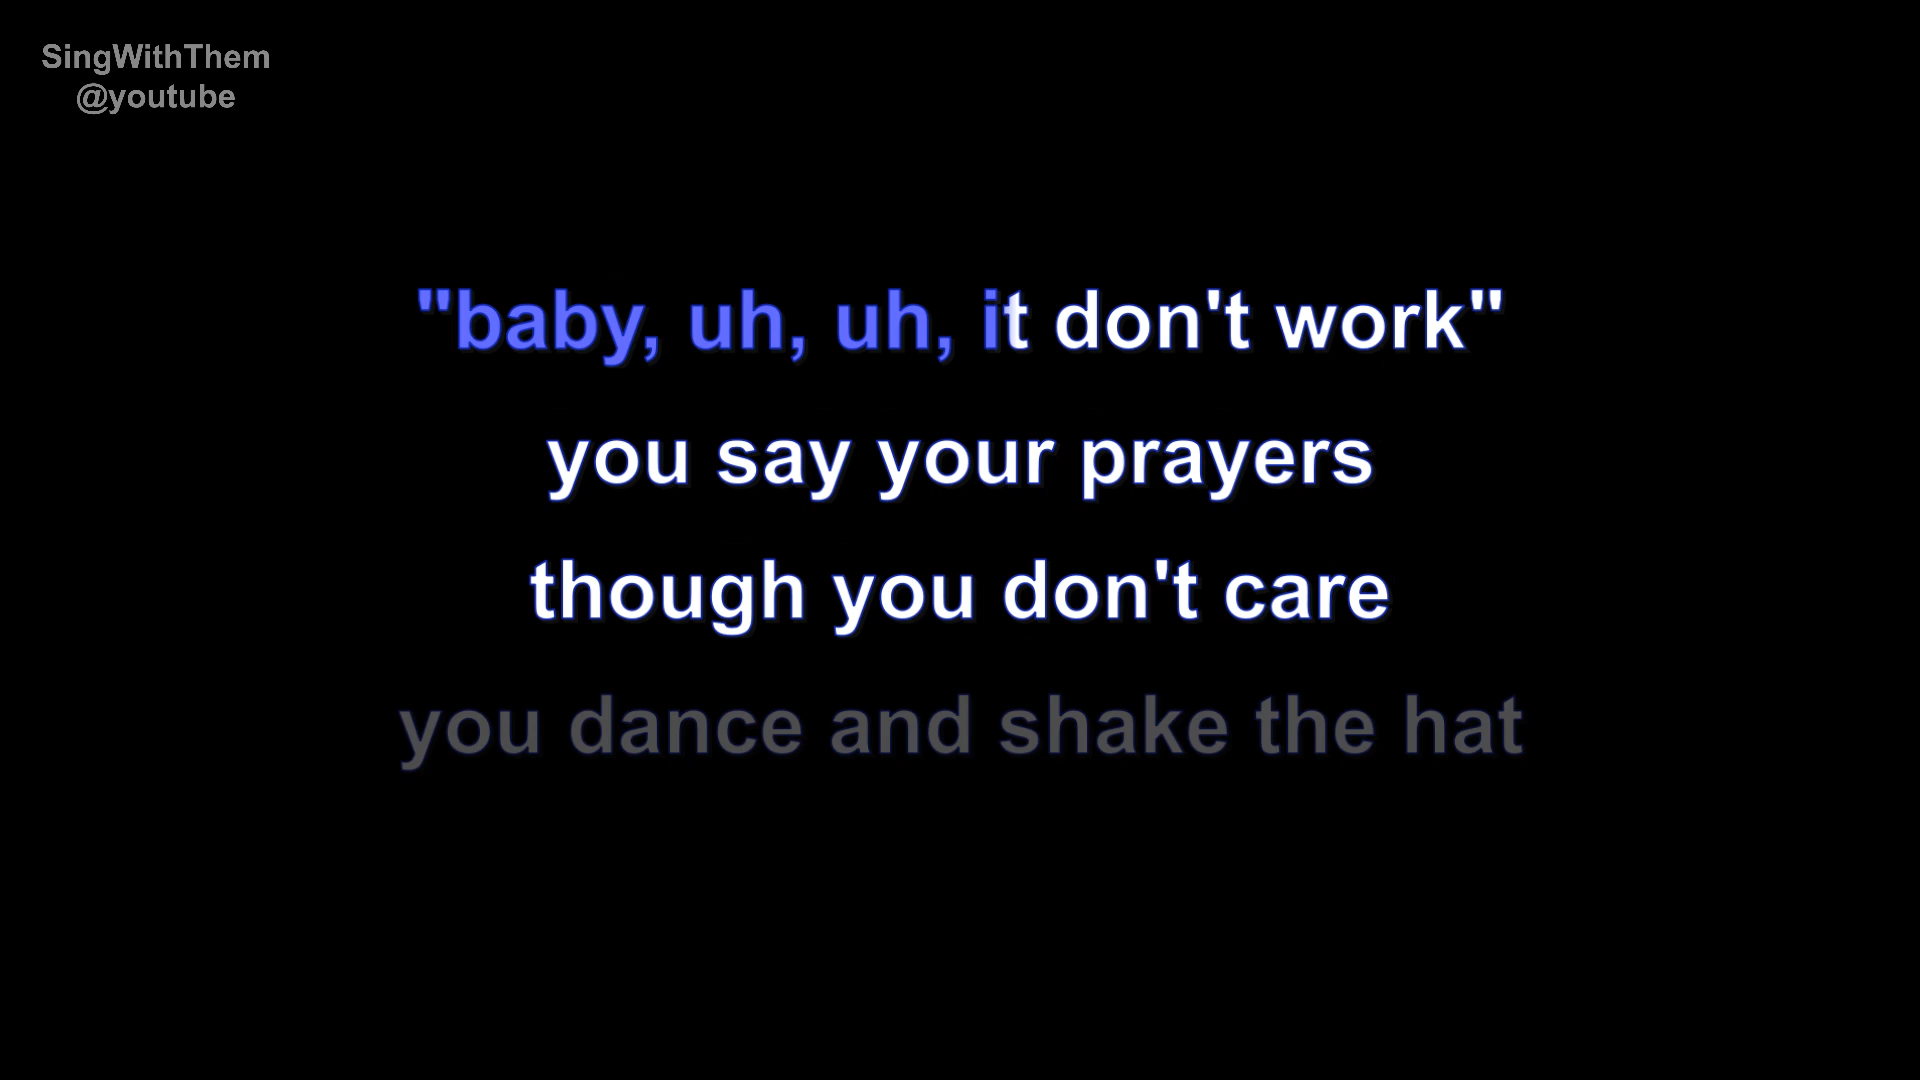 SingWithThem
@youtube
"baby, uh, uh, it don't work"
you say your prayers
though you don't care
you dance and shake the hat